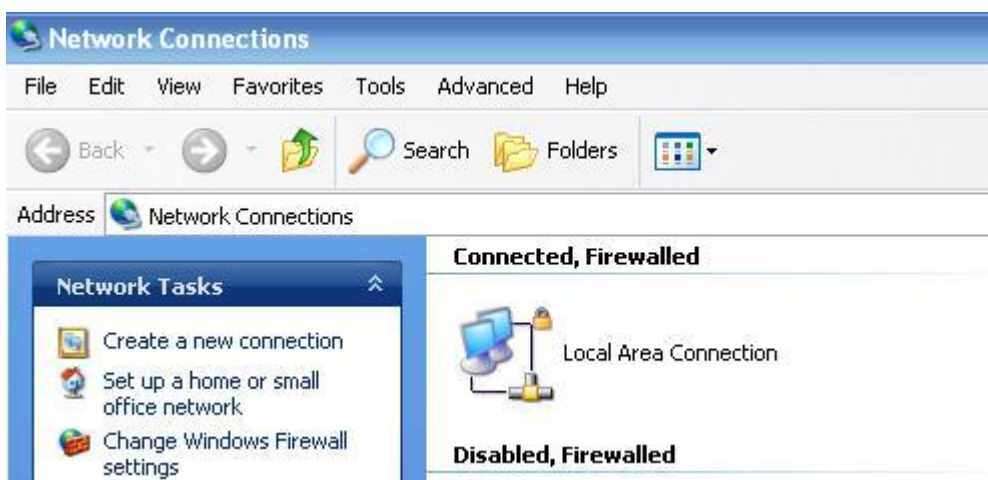 Network Connections
File Edit View Favorites Tools Advanced Help
Back Search Folders
Address Network Connections
Network Tasks
Create a new connection
Set up a home or small
office network
Change Windows Firewall
settings
Connected, Firewalled
Local Area Connection
Disabled, Firewalled